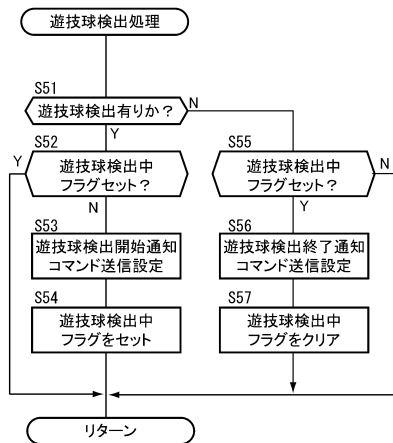 遊技球検出処理
S51
遊技球検出有りか？
N
Y
S52
Y
遊技球検出中
フラグセット？
N
S53
遊技球検出開始通知
コマンド送信設定
S54
遊技球検出中
フラグをセット
S55
遊技球検出中
フラグセット？
N
Y
S56
遊技球検出終了通知
コマンド送信設定
S57
遊技球検出中
フラグをクリア
リターン